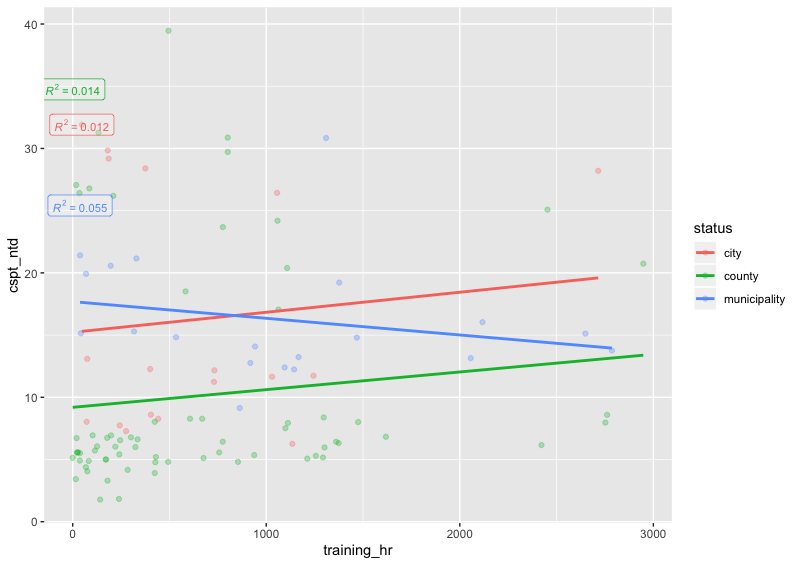 40
30
20
10
0
cspt_ntd
R² = 0.014
R² = 0.012
R² = 0.055
0
1000
2000
3000
training_hr
status
city
county
municipality